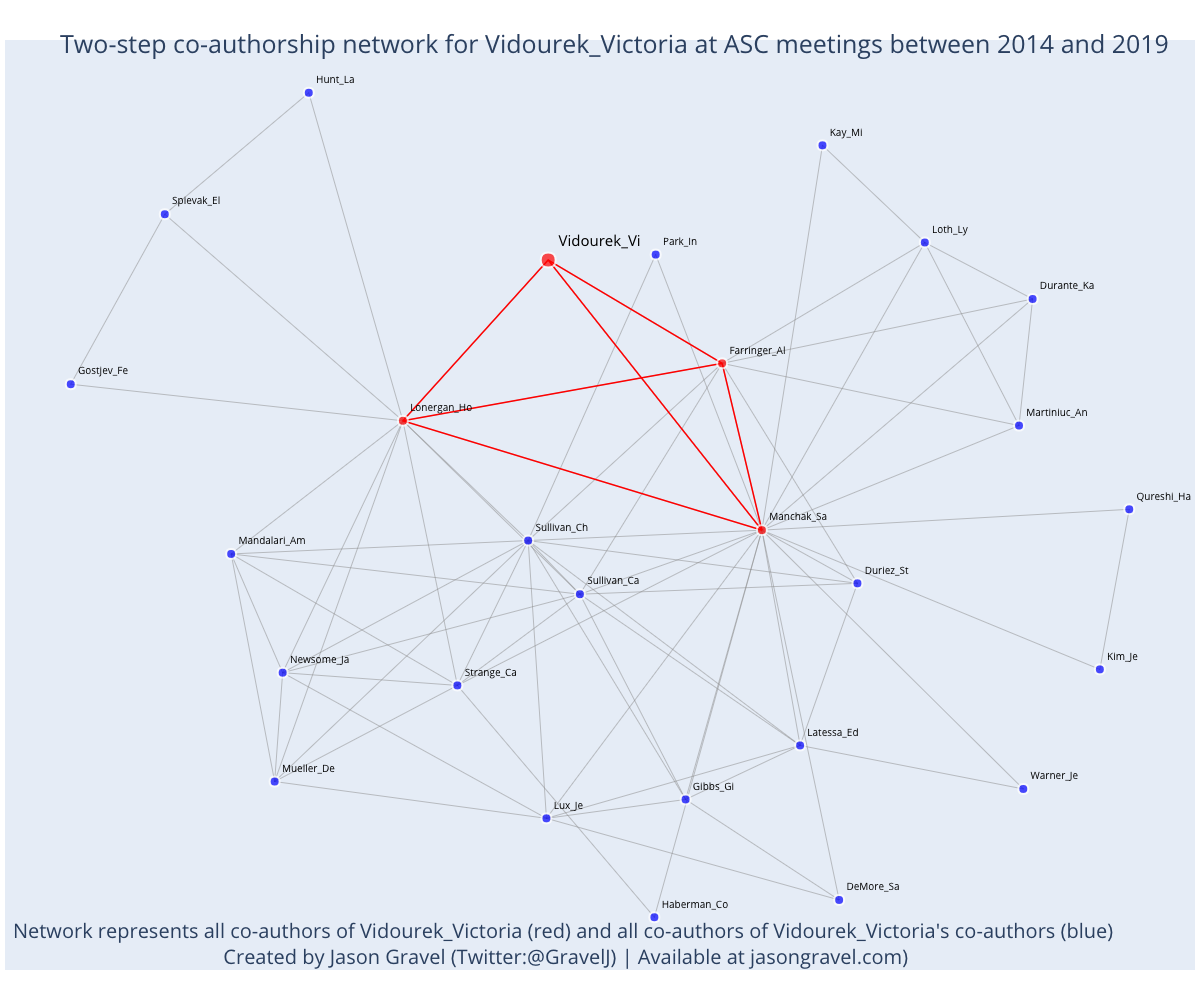 Two-step co-authorship network for Vidourek_Victoria at ASC meetings between 2014 and 2019
Hunt_La
Kay_Mi
Spievak_El
Loth_Ly
Vidourek_Vi
Park_In
Durante_Ka
Farringer_Al
Gostjev_Fe
Lonergan_Ho
Martiniuc_An
Qureshi_Ha
Manchak_Sa
Sullivan_Ch
Mandalari_Am
Duriez_St
Sullivan_Ca
Kim_Je
Newsome_Ja
Strange_Ca
Latessa_Ed
Mueller_De
Warner_Je
Gibbs_Gi
Lux_Je
DeMore_Sa
Haberman_Co
Network represents all co-authors of Vidourek_Victoria (red) and all co-authors of Vidourek_Victoria's co-authors (blue)
Created by Jason Gravel (Twitter:@GravelJ) | Available at jasongravel.com)